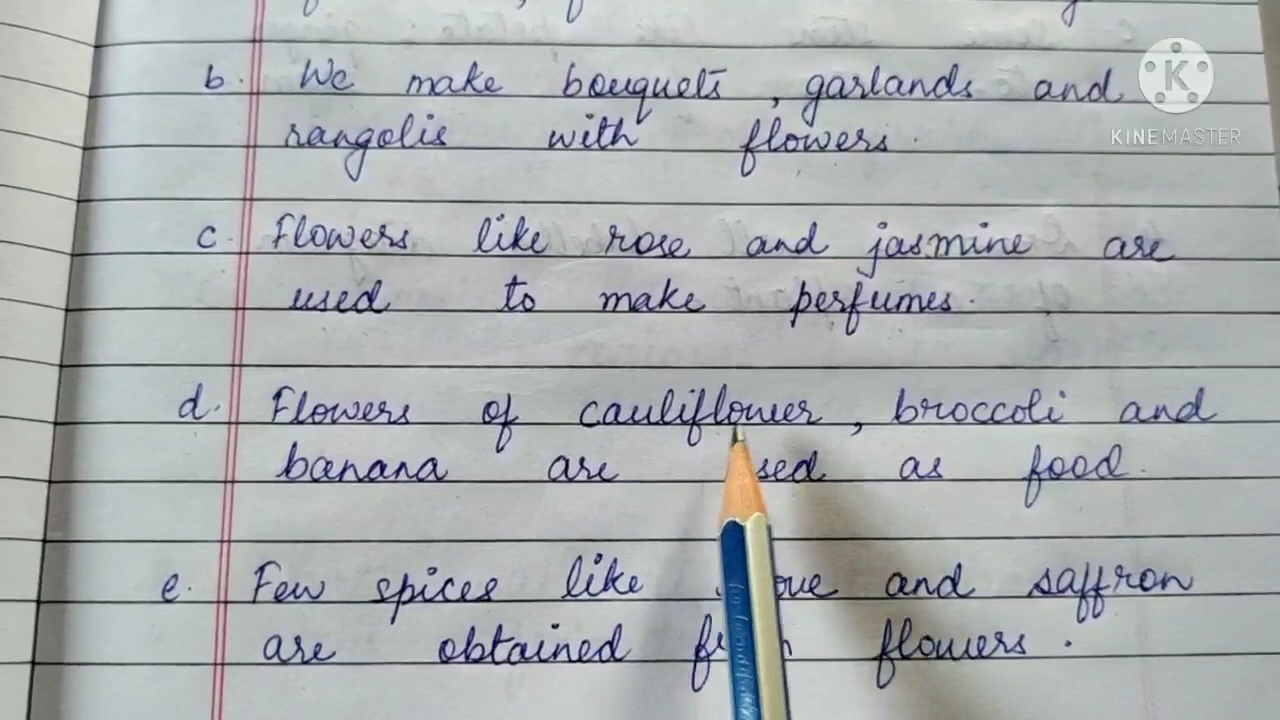 b. We make bouquets, garlands and
rangolis with flowers.
c. Flowers like rose and jasmine are
used to make perfumes.
d. Flowers of cauliflower, broccoli and
banana are sed as food.
e. Few spices like and saffron
are obtained flowers.
KINEMASTER